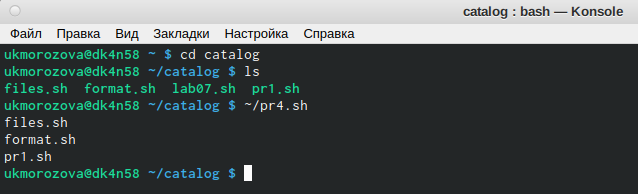 catalog : bash — Konsole
Файл Правка Вид Закладки Настройка Справка
ukmorozova@dk4n58 ~ $ cd catalog
ukmorozova@dk4n58 ~/catalog $ ls
files.sh format.sh lab07.sh pr1.sh
ukmorozova@dk4n58 ~/catalog $ ~/pr4.sh
files.sh
format.sh
pr1.sh
ukmorozova@dk4n58 ~/catalog $